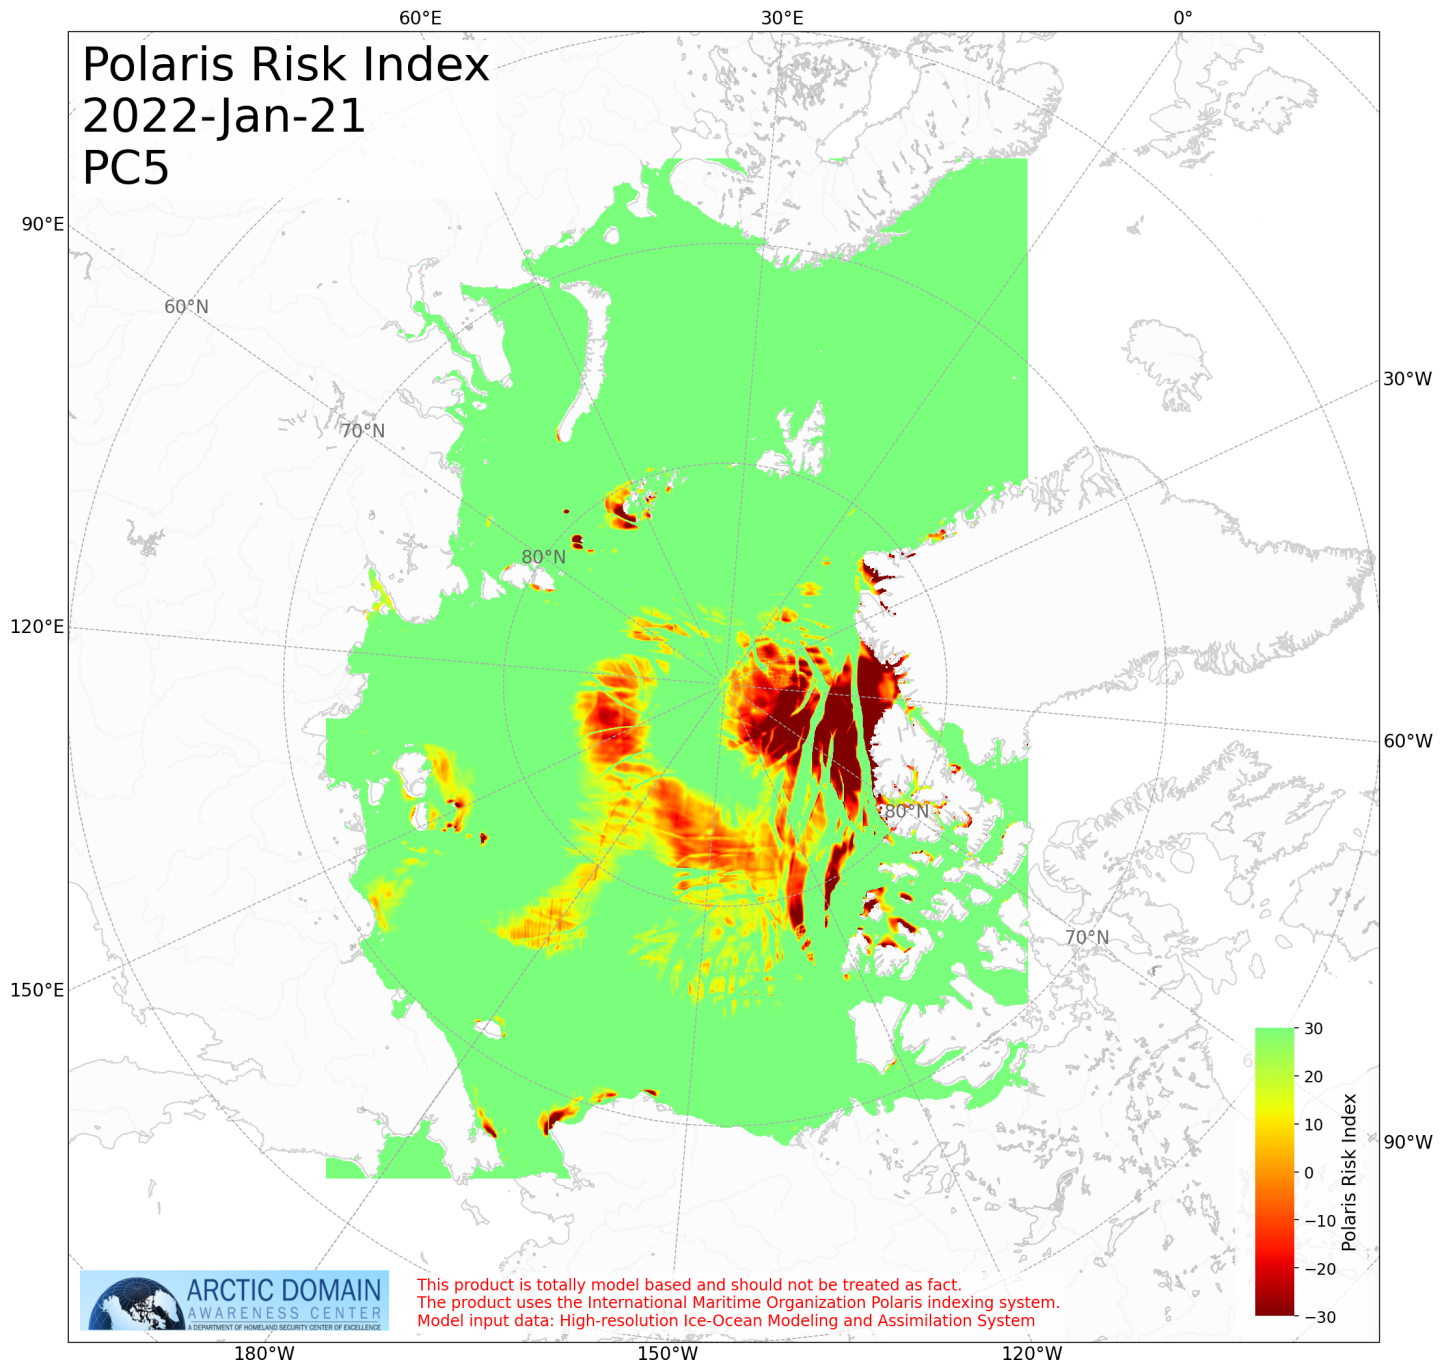 60°E
30°E
0°
Polaris Risk Index
2022-Jan-21
PC5
90°E
60°N
30°W
70°N
80°N
120°E
60°W
80°N
70°N
150°E
30
20
10
0
−10
−20
−30
Polaris Risk Index
90°W
ARCTIC DOMAIN
AWARENESS CENTER
A DEPARTMENT OF HOMELAND SECURITY CENTER OF EXCELLENCE
This product is totally model based and should not be treated as fact.
The product uses the International Maritime Organization Polaris indexing system.
Model input data: High-resolution Ice-Ocean Modeling and Assimilation System
180°W
150°W
120°W